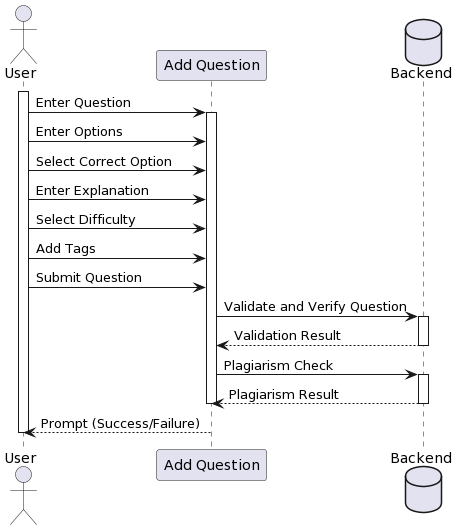 User
Add Question
Backend
Enter Question
Enter Options
Select Correct Option
Enter Explanation
Select Difficulty
Add Tags
Submit Question
Validate and Verify Question
Validation Result
Plagiarism Check
Plagiarism Result
Prompt (Success/Failure)
User
Add Question
Backend